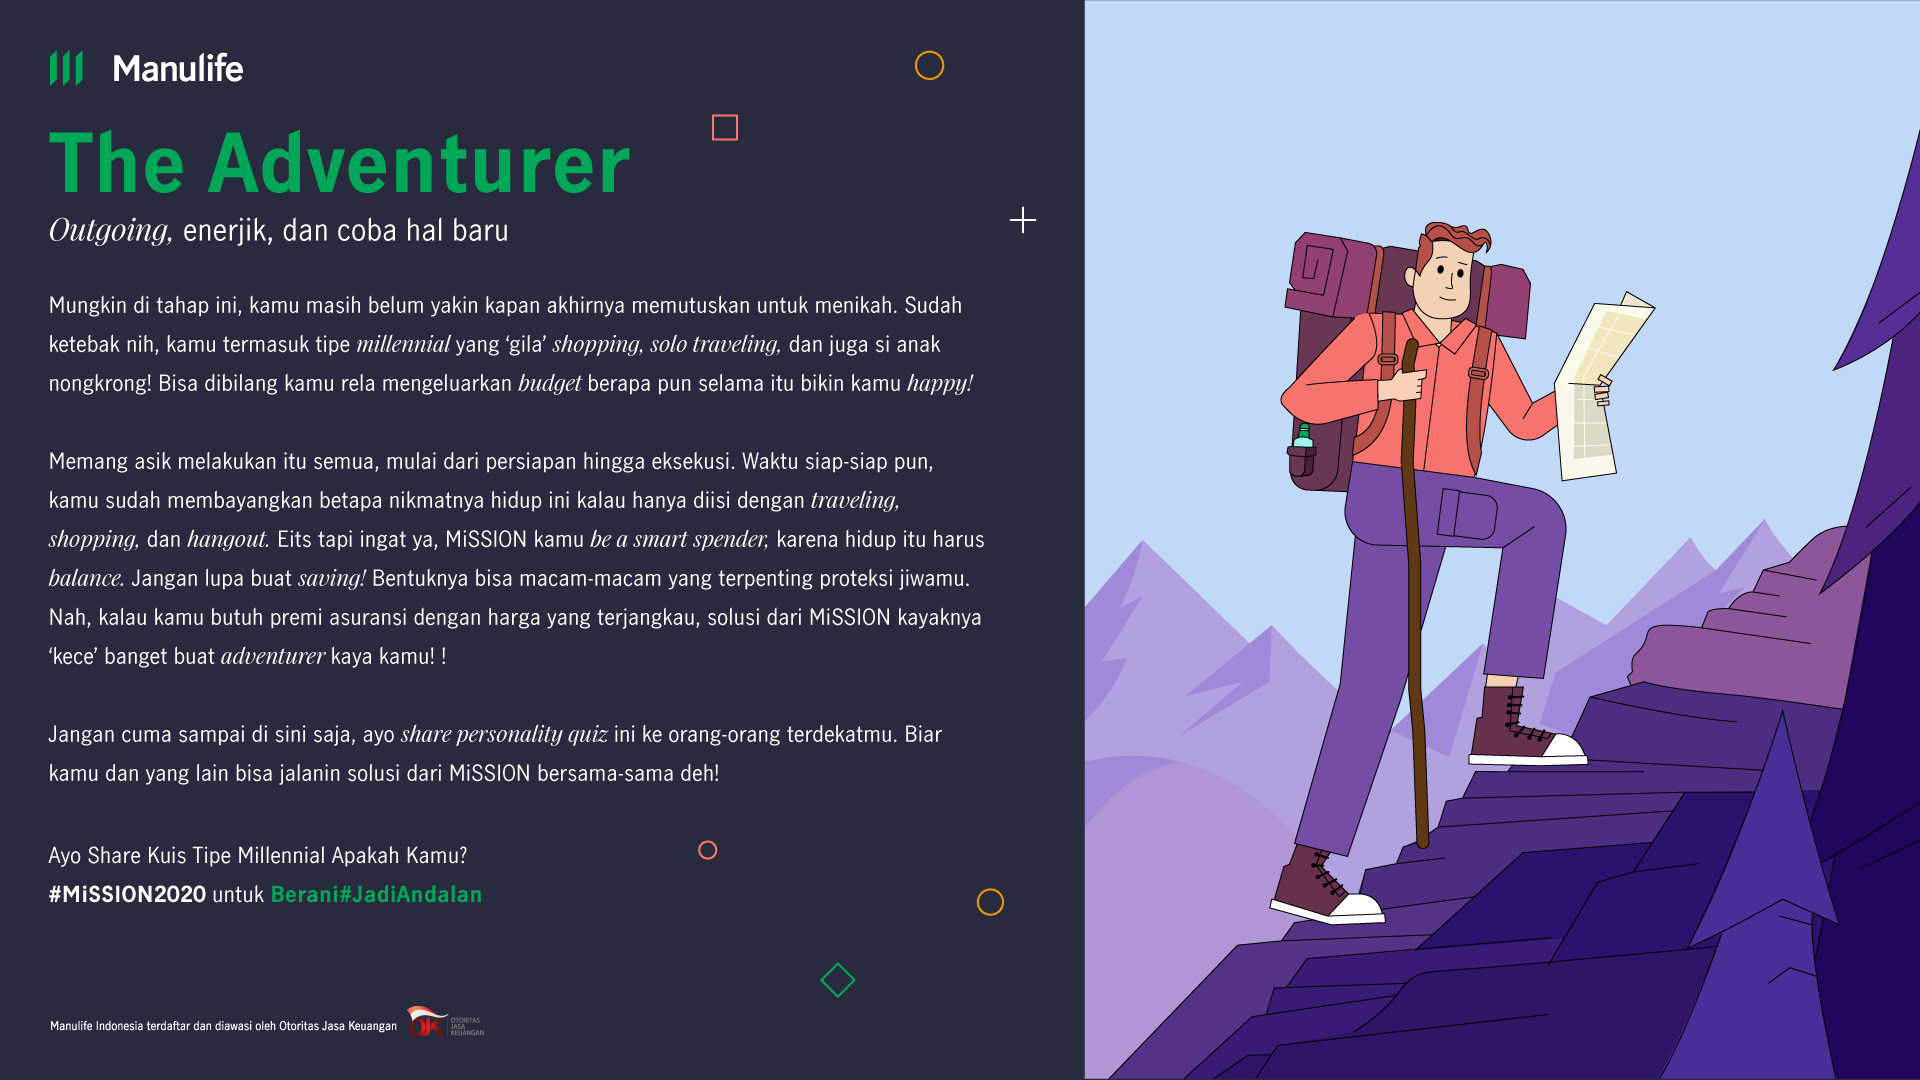 Manulife
The Adventurer
Outgoing, enerjik, dan coba hal baru
Mungkin di tahap ini, kamu masih belum yakin kapan akhirnya memutuskan untuk menikah. Sudah
ketebak nih, kamu termasuk tipe millennial yang ‘gila’ shopping, solo traveling, dan juga si anak
nongkrong! Bisa dibilang kamu rela mengeluarkan budget berapa pun selama itu bikin kamu happy!
Memang asik melakukan itu semua, mulai dari persiapan hingga eksekusi. Waktu siap-siap pun,
kamu sudah membayangkan betapa nikmatnya hidup ini kalau hanya diisi dengan traveling,
shopping, dan hangout. Eits tapi ingat ya, MiSSION kamu be a smart spender, karena hidup itu harus
balance. Jangan lupa buat saving! Bentuknya bisa macam-macam yang terpenting proteksi jiwamu.
Nah, kalau kamu butuh premi asuransi dengan harga yang terjangkau, solusi dari MiSSION kayaknya
‘kece’ banget buat adventurer kaya kamu! !
Jangan cuma sampai di sini saja, ayo share personality quiz ini ke orang-orang terdekatmu. Biar
kamu dan yang lain bisa jalanin solusi dari MiSSION bersama-sama deh!
Ayo Share Kuis Tipe Millennial Apakah Kamu?
#MiSSION2020 untuk Berani#JadiAndalan
Manulife Indonesia terdaftar dan diawasi oleh Otoritas Jasa Keuangan
OJK
OTORITAS
JASA
KEUANGAN